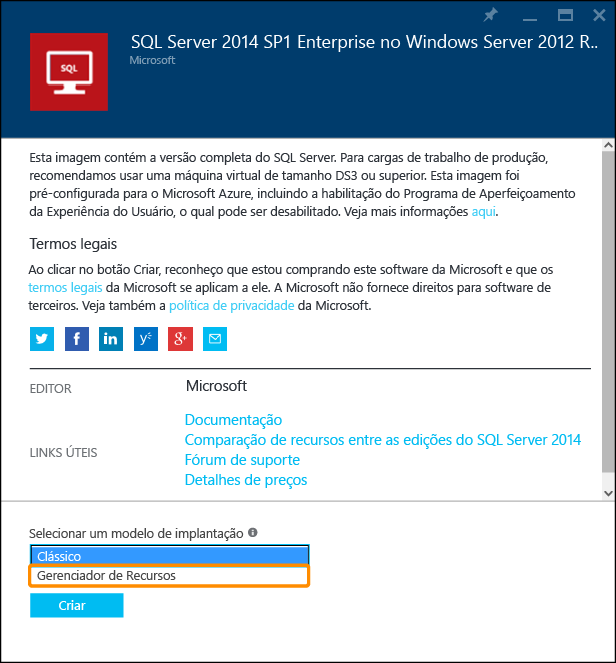 SQL Server 2014 SP1 Enterprise no Windows Server 2012 R..
Microsoft
SQL
Esta imagem contém a versão completa do SQL Server. Para cargas de trabalho de produção,
recomendamos usar uma máquina virtual de tamanho DS3 ou superior. Esta imagem foi
pré-configurada para o Microsoft Azure, incluindo a habilitação do Programa de Aperfeiçoamento
da Experiência do Usuário, o qual pode ser desabilitado. Veja mais informações aqui.
Termos legais
Ao clicar no botão Criar, reconheço que estou comprando este software da Microsoft e que os
termos legais da Microsoft se aplicam a ele. A Microsoft não fornece direitos para software de
terceiros. Veja também a política de privacidade da Microsoft.
EDITOR Microsoft
Documentação
Comparação de recursos entre as edições do SQL Server 2014
LINKS ÚTEIS
Fórum de suporte
Detalhes de preços
Selecionar um modelo de implantação
Clássico
Gerenciador de Recursos
Criar